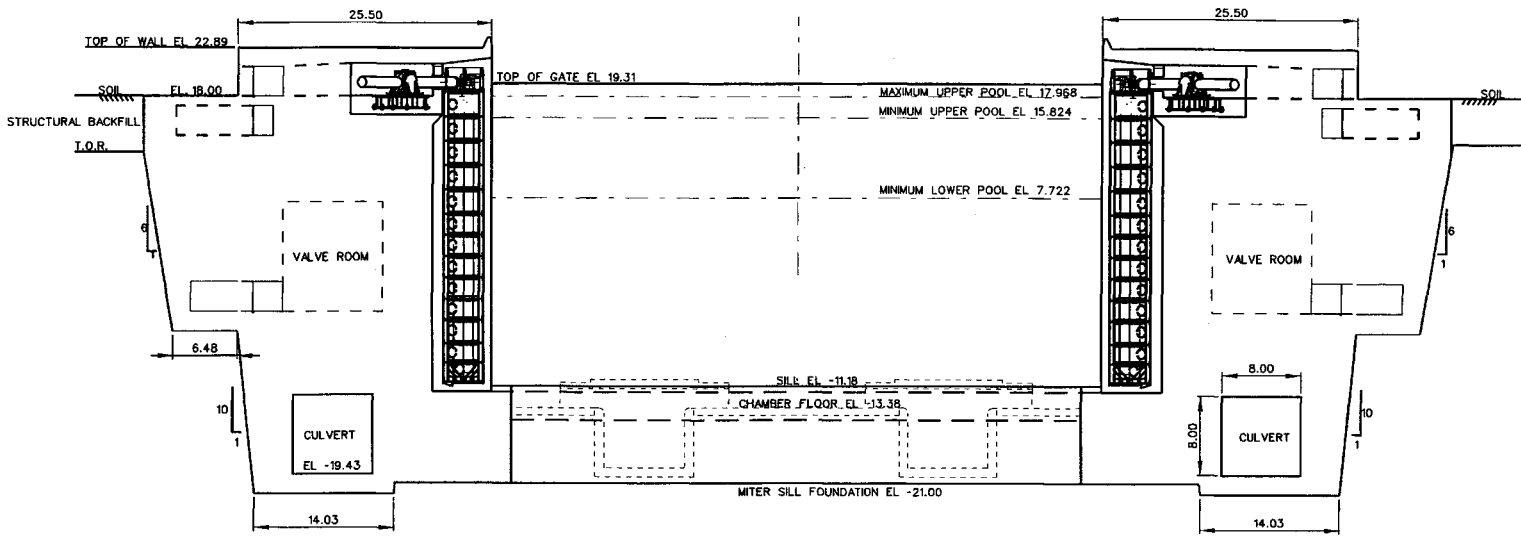 25.50
25.50
TOP OF WALL EL 22.89
TOP OF GATE EL 19.31
SOIL
EL. 18.00
MAXIMUM UPPER POOL EL 17.968
SOIL
MINIMUM UPPER POOL EL 15.824
STRUCTURAL BACKFILL
T.O.R.
MINIMUM LOWER POOL EL 7.722
6
1
VALVE ROOM
VALVE ROOM
6
1
6.48
SILL EL -11.18
8.00
CHAMBER FLOOR EL -13.38
10
1
CULVERT
EL -19.43
8.00
CULVERT
10
1
MITER SILL FOUNDATION EL -21.00
14.03
14.03